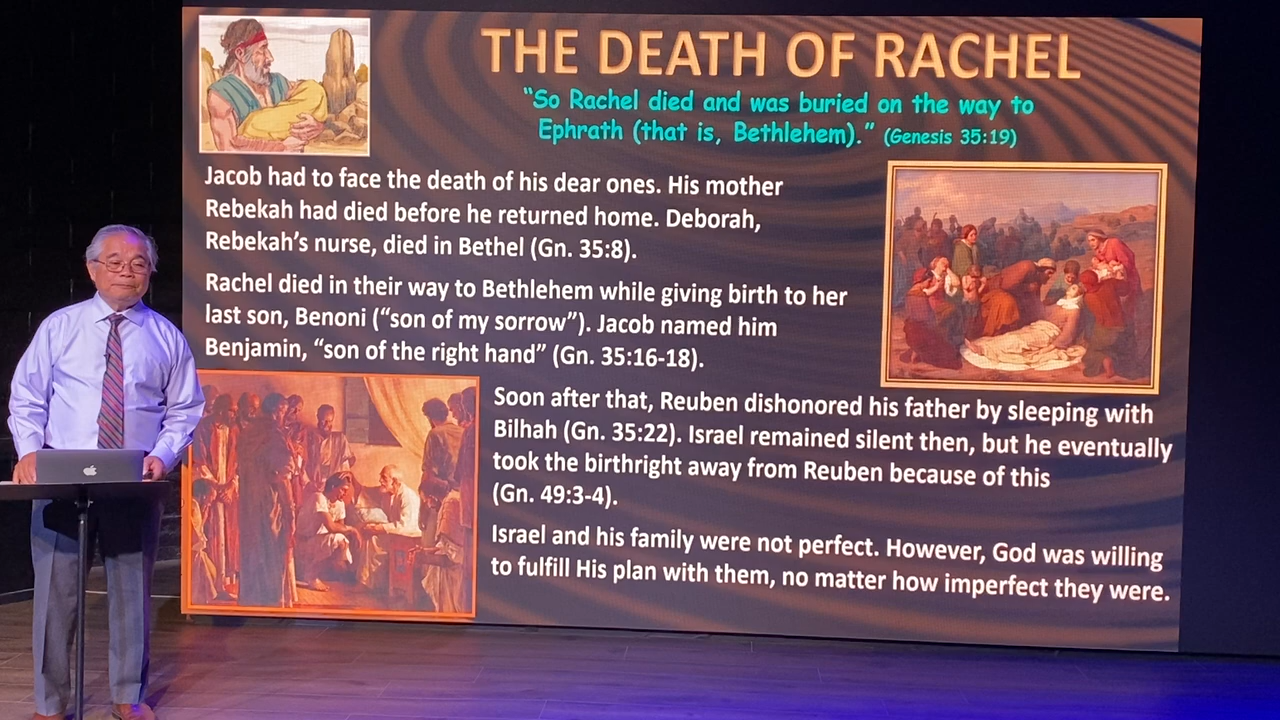 THE DEATH OF RACHEL
“So Rachel died and was buried on the way to
Ephrath (that is, Bethlehem).” (Genesis 35:19)
Jacob had to face the death of his dear ones. His mother
Rebekah had died before he returned home. Deborah,
Rebekah’s nurse, died in Bethel (Gn. 35:8).
Rachel died in their way to Bethlehem while giving birth to her
last son, Benoni (“son of my sorrow”). Jacob named him
Benjamin, “son of the right hand” (Gn. 35:16-18).
Soon after that, Reuben dishonored his father by sleeping with
Bilhah (Gn. 35:22). Israel remained silent then, but he eventually
took the birthright away from Reuben because of this
(Gn. 49:3-4).
Israel and his family were not perfect. However, God was willing
to fulfill His plan with them, no matter how imperfect they were.